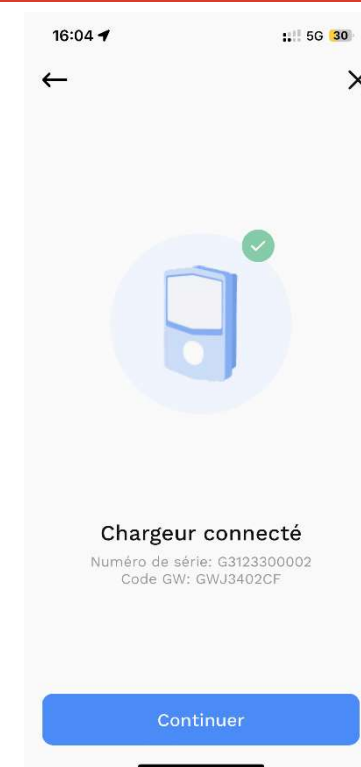 16:04 5G 30
Chargeur connecté
Numéro de série: G3123300002
Code GW: GWJ3402CF
Continuer